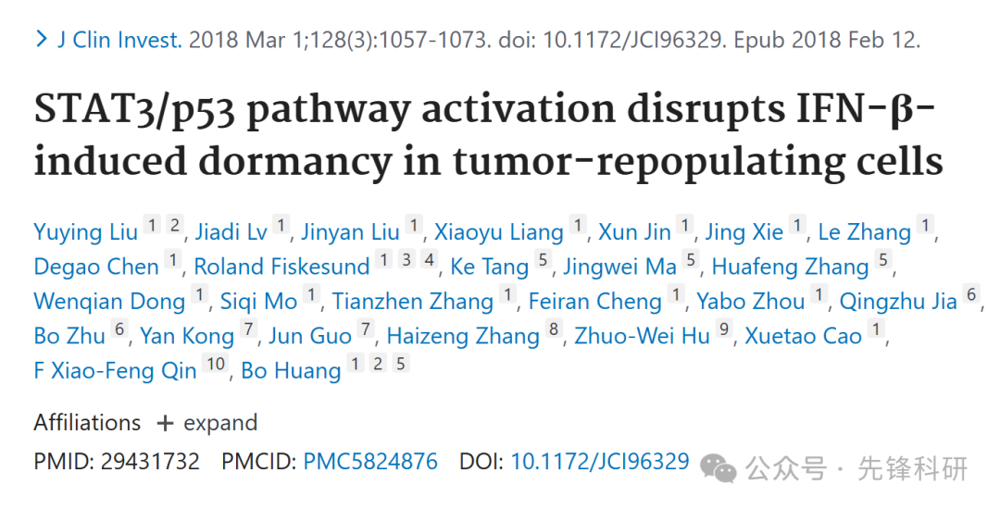 J Clin Invest. 2018 Mar 1;128(3):1057-1073. doi: 10.1172/JCI96329. Epub 2018 Feb 12.
STAT3/p53 pathway activation disrupts IFN-β-
induced dormancy in tumor-repopulating cells
Yuying Liu 1 2, Jiadi Lv 1, Jinyan Liu 1, Xiaoyu Liang 1, Xun Jin 1, Jing Xie 1, Le Zhang 1,
Degao Chen 1, Roland Fiskesund 1 3 4, Ke Tang 5, Jingwei Ma 5, Huafeng Zhang 5,
Wenqian Dong 1, Siqi Mo 1, Tianzhen Zhang 1, Feiran Cheng 1, Yabo Zhou 1, Qingzhu Jia 6,
Bo Zhu 6, Yan Kong 7, Jun Guo 7, Haizeng Zhang 8, Zhuo-Wei Hu 9, Xuetao Cao 1,
F Xiao-Feng Qin 10, Bo Huang 1 2 5
Affiliations + expand
PMID: 29431732 PMCID: PMC5824876 DOI: 10.1172/JCI96329
公众号 · 先锋科研